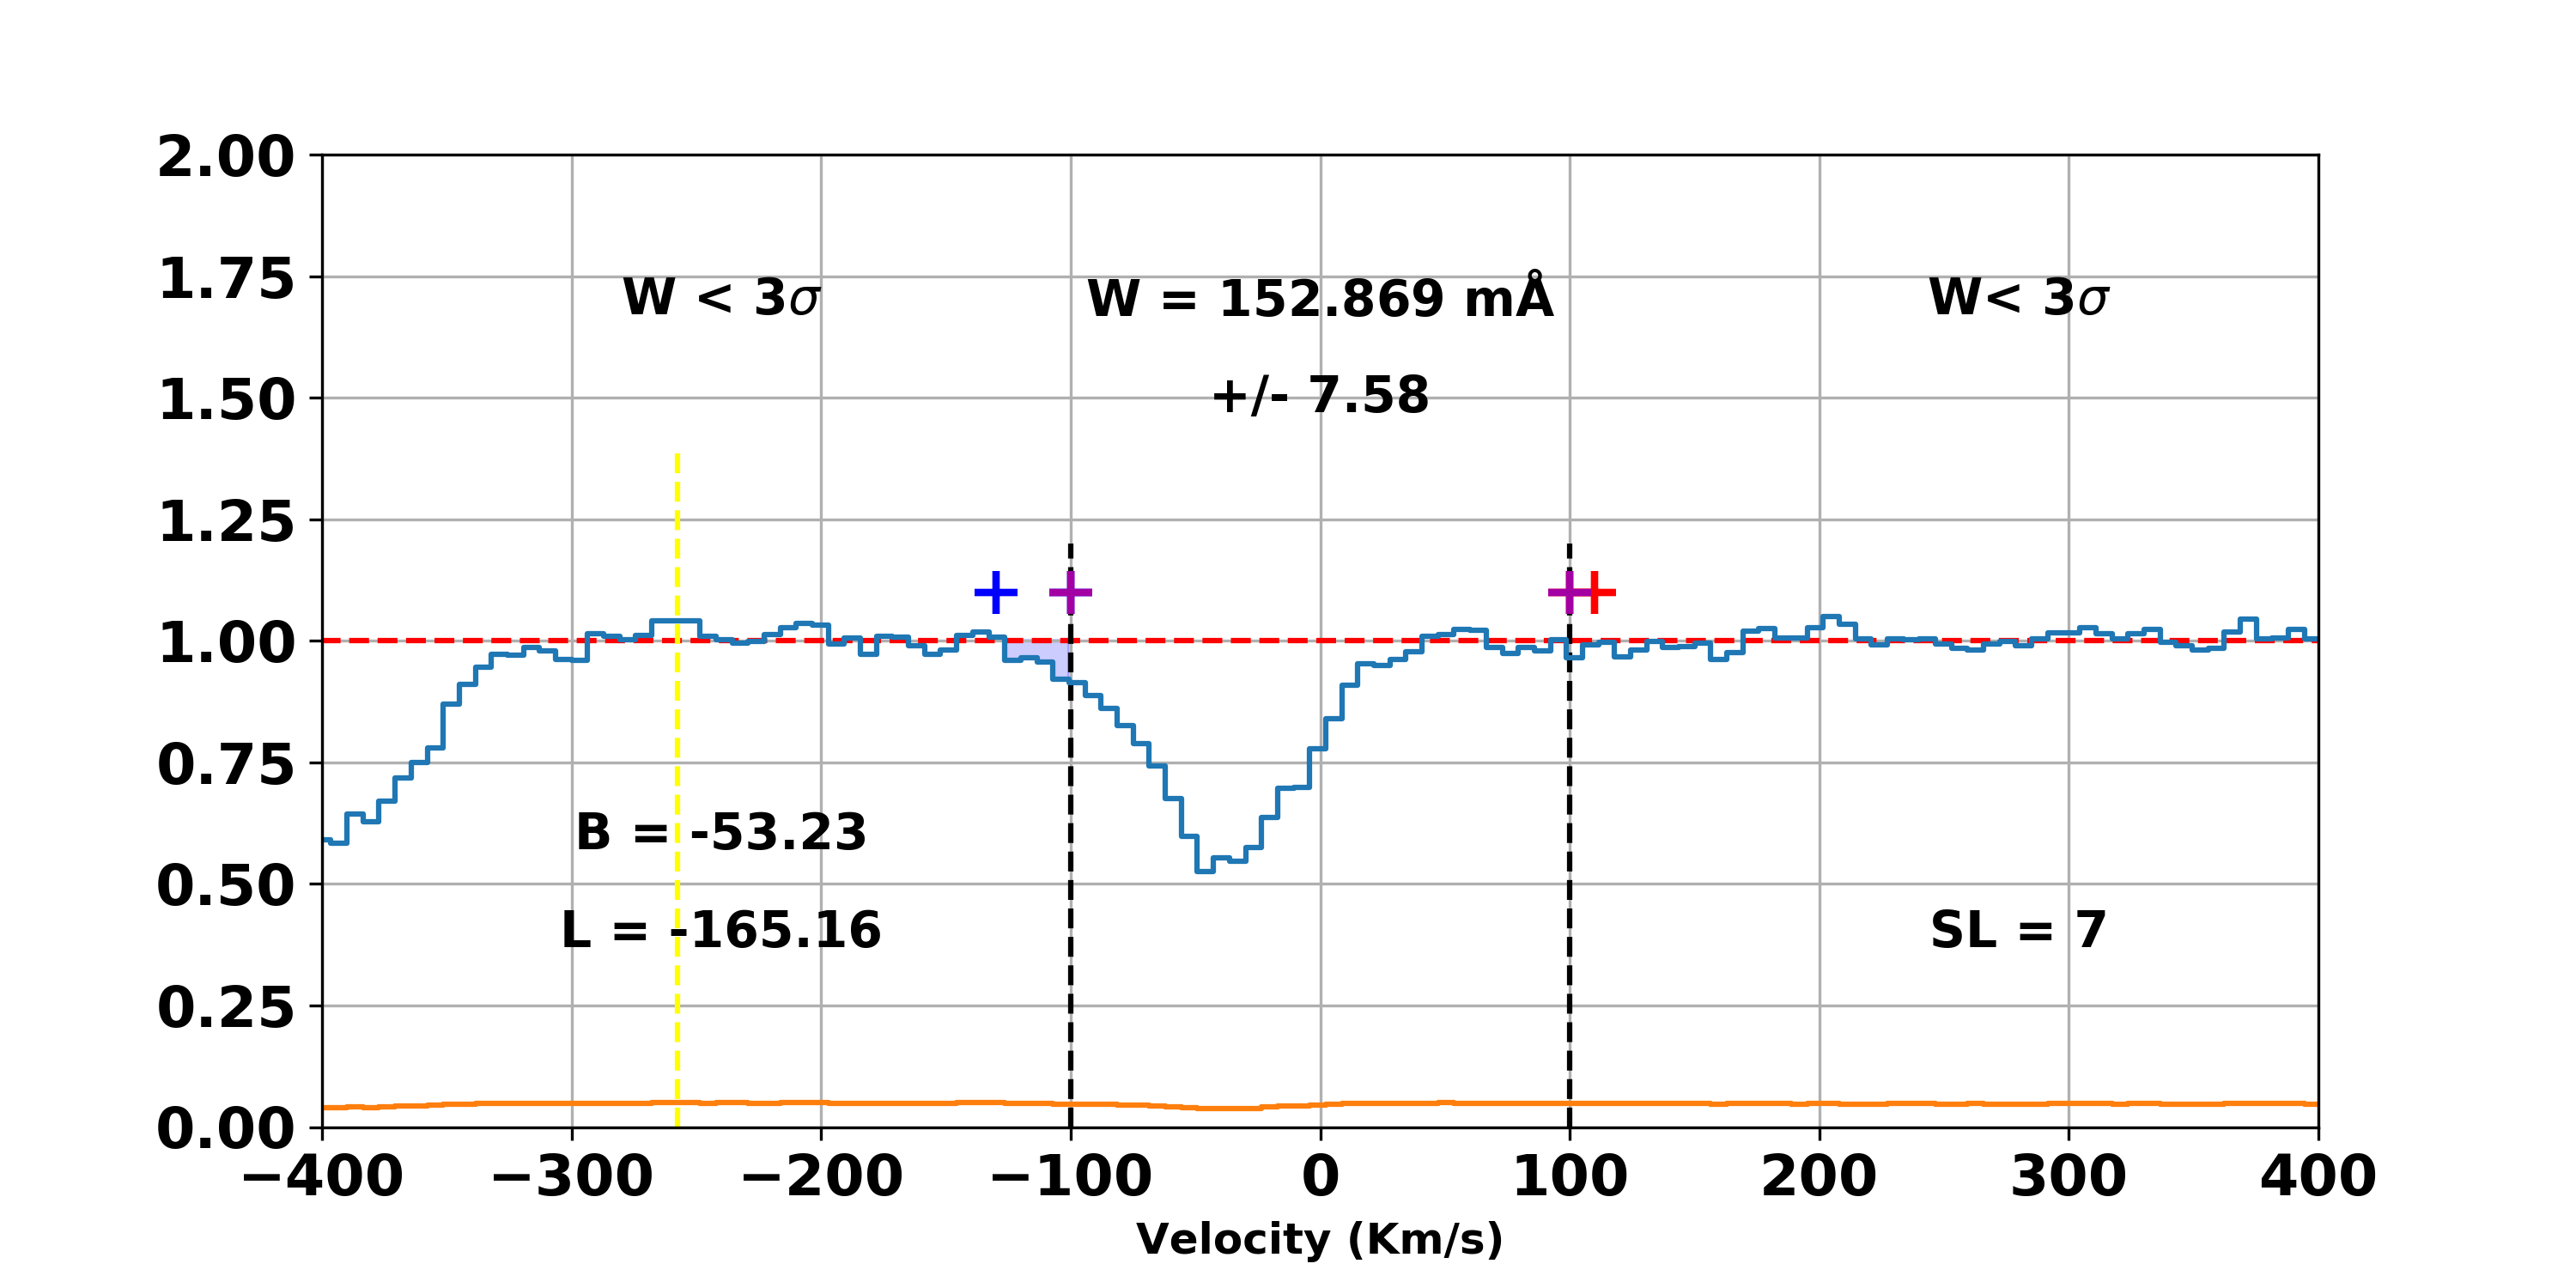 2.00
1.75
W < 3σ W = 152.869 mÅ W< 3σ
1.50
+/- 7.58
1.25
1.00
0.75
B = -53.23
0.50
L = -165.16 SL = 7
0.25
0.00
−400 −300 −200 −100 0 100 200 300 400
Velocity (Km/s)